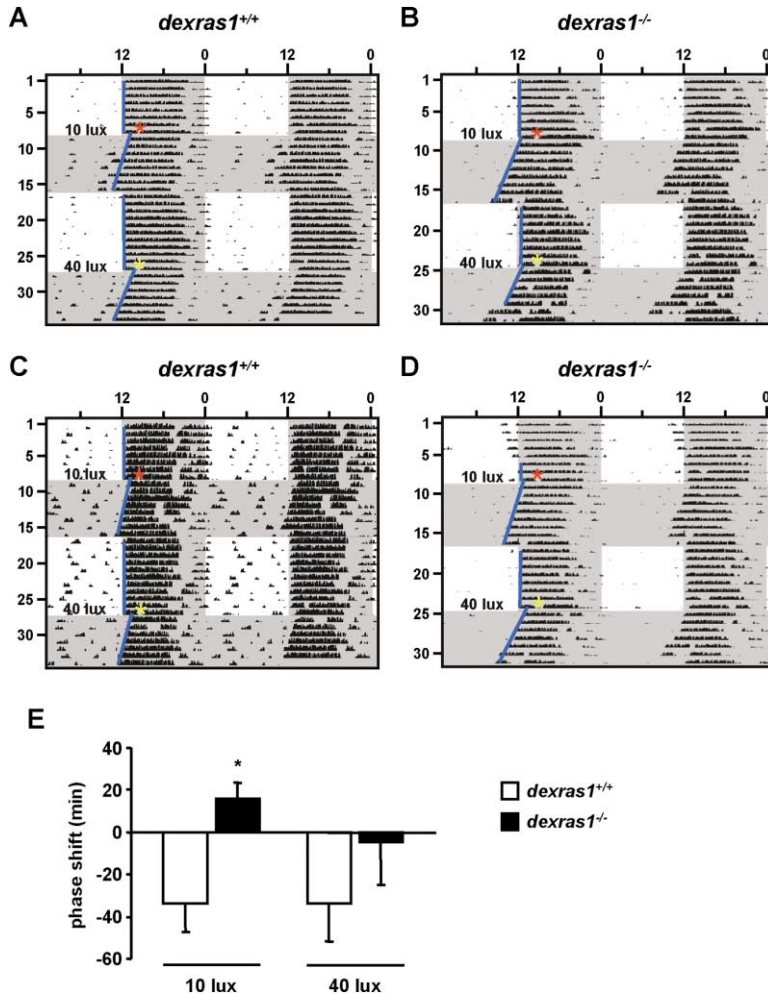 A
dexras1+/+
12 0 12 0
1
5
10 lux
10
15
20
25
40 lux
30
B
dexras1-/-
12 0 12 0
1
5
10 lux
10
15
20
40 lux
25
30
C
dexras1+/+
12 0 12 0
1
5
10 lux
10
15
20
25
40 lux
30
D
dexras1-/-
12 0 12 0
1
5
10 lux
10
15
20
40 lux
25
30
E
phase shift (min)
40
20
0
-20
-40
-60
*
10 lux 40 lux
dexras1+/+
dexras1-/-